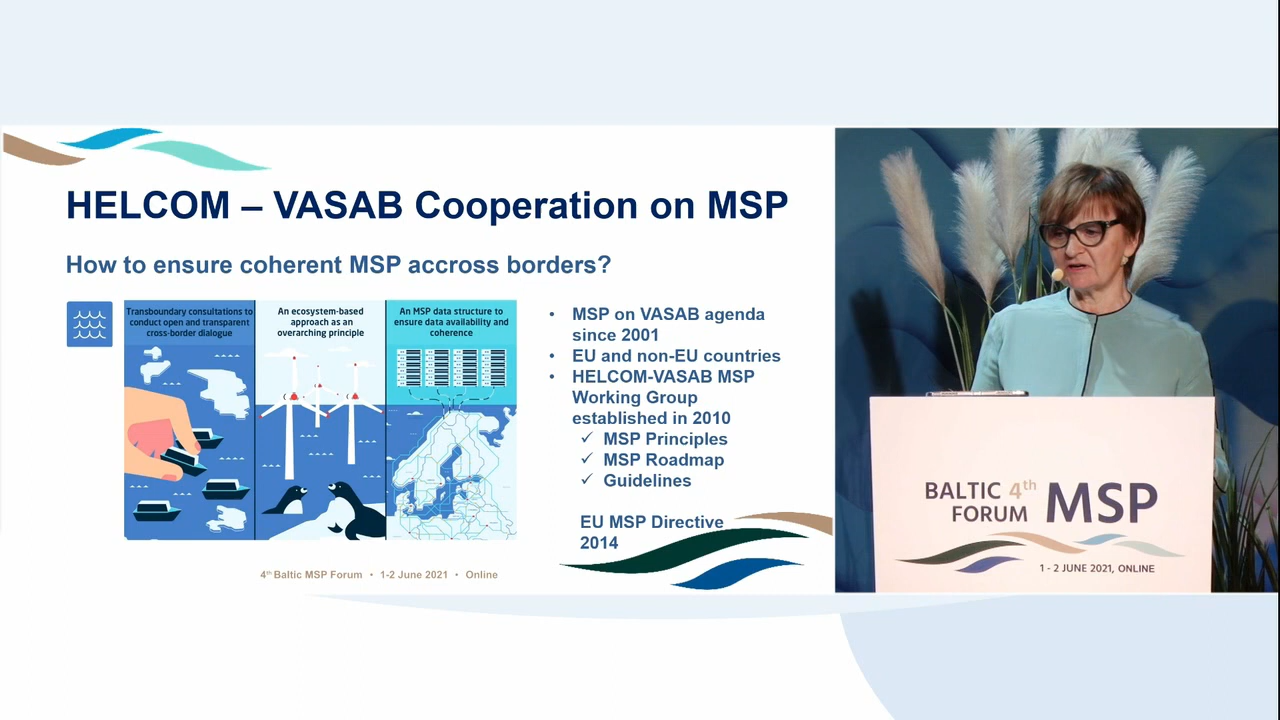 HELCOM – VASAB Cooperation on MSP
How to ensure coherent MSP accross borders?
Transboundary consultations to
conduct open and transparent
cross-border dialogue
An ecosystem-based
approach as an
overarching principle
An MSP data structure to
ensure data availability and
coherence
• MSP on VASAB agenda
since 2001
• EU and non-EU countries
• HELCOM-VASAB MSP
Working Group
established in 2010
✓ MSP Principles
✓ MSP Roadmap
✓ Guidelines
EU MSP Directive
2014
4th Baltic MSP Forum • 1-2 June 2021 • Online
BALTIC 4th
FORUM MSP
1 - 2 JUNE 2021, ONLINE